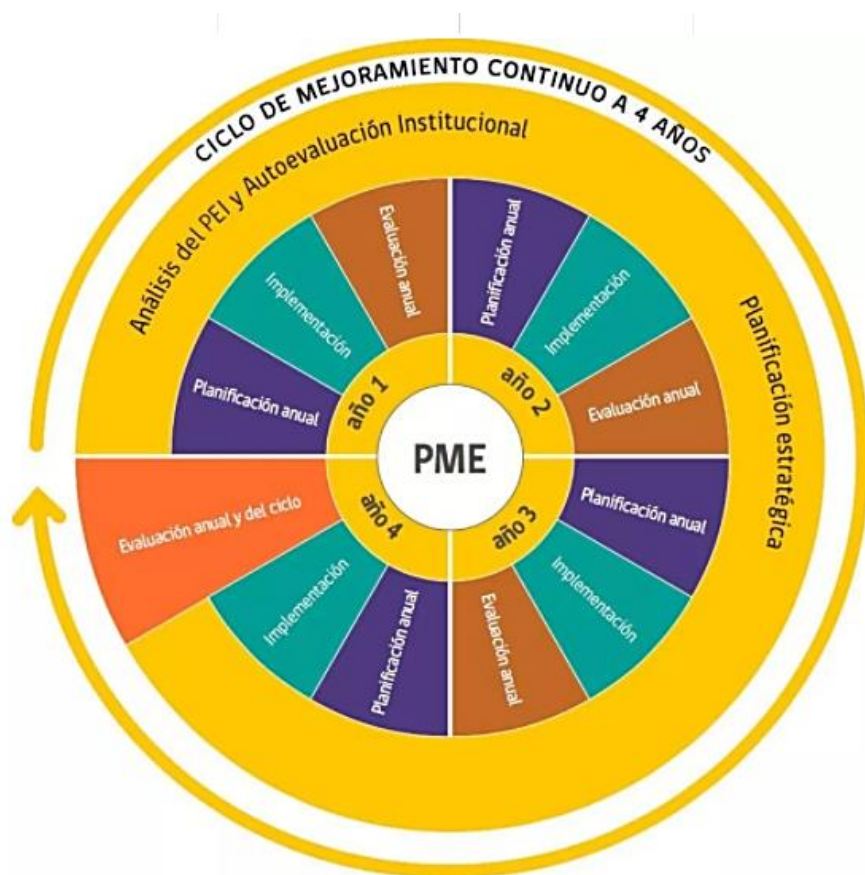 CICLO DE MEJORAMIENTO CONTINUO A 4 AÑOS
Análisis del PEI y Autoevaluación Institucional
Planificación estratégica
PME
año 1
Planificación anual
Implementación
Evaluación anual
año 2
Planificación anual
Implementación
Evaluación anual
año 3
Planificación anual
Implementación
Evaluación anual
año 4
Planificación anual
Implementación
Evaluación anual y del ciclo